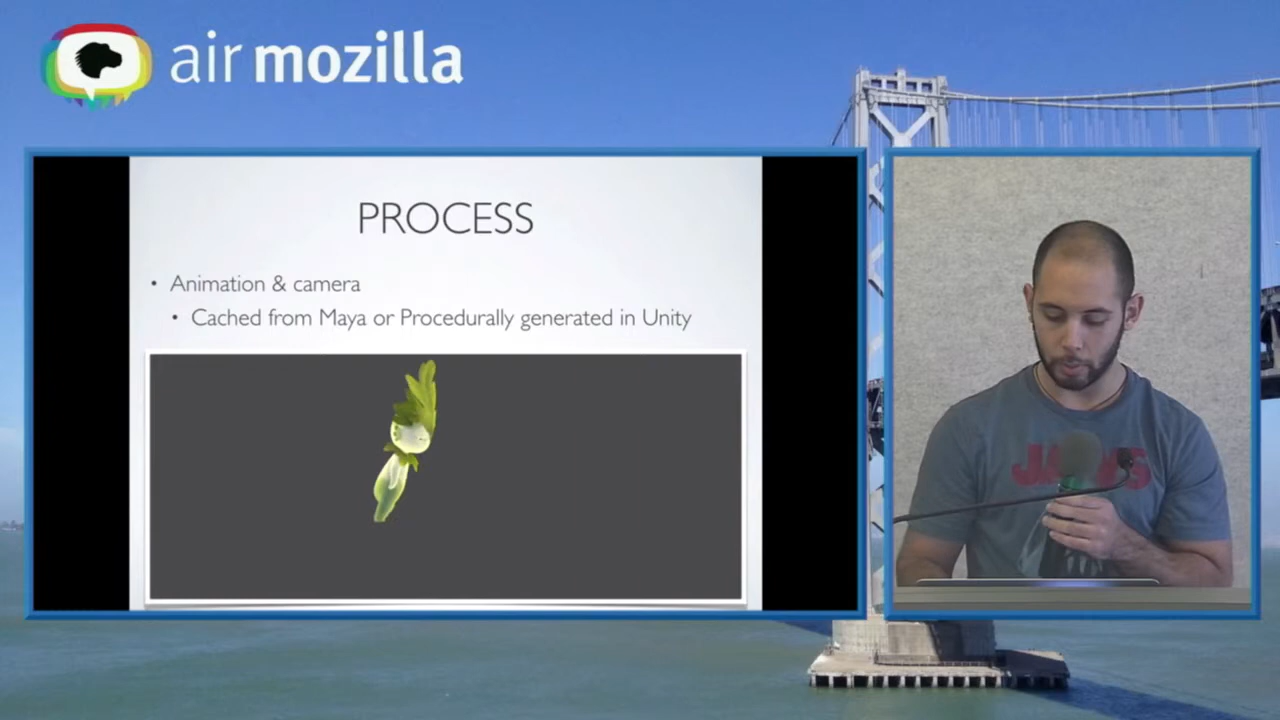 air mozilla
PROCESS
• Animation & camera
• Cached from Maya or Procedurally generated in Unity